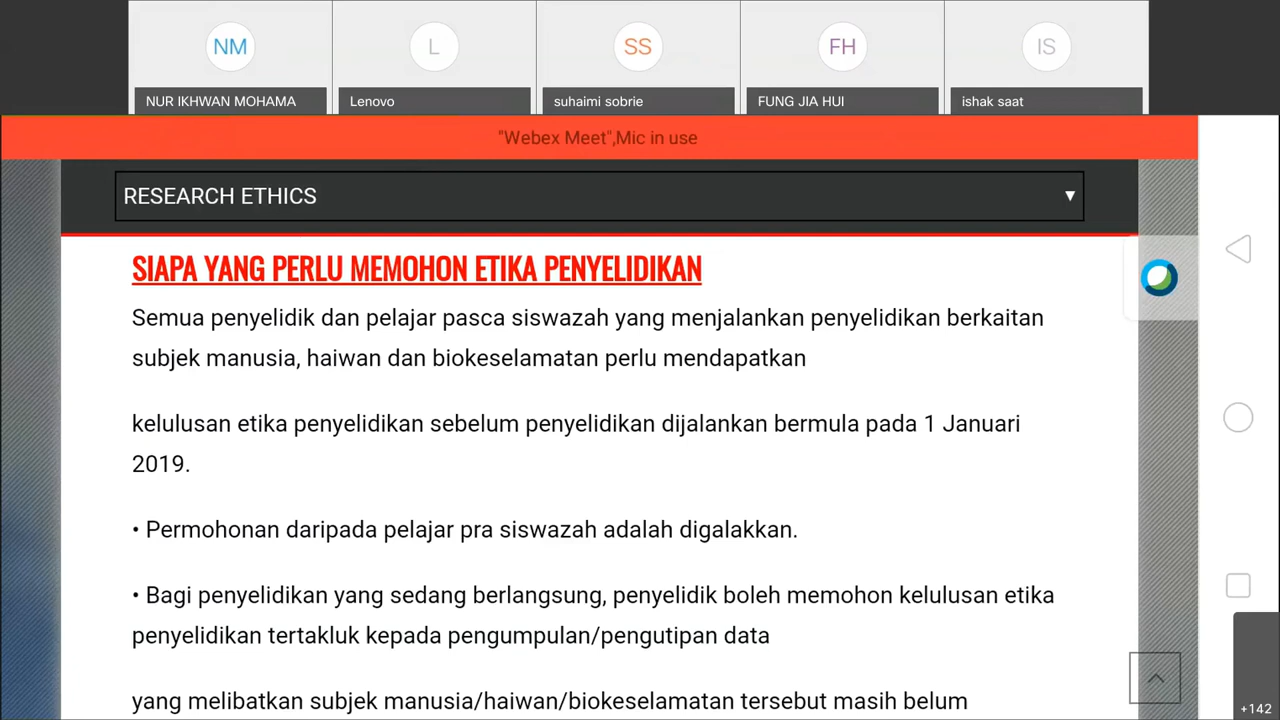 NM
L
SS
FH
IS
NUR IKHWAN MOHAMA
Lenovo
suhaimi sobrie
FUNG JIA HUI
ishak saat
"Webex Meet",Mic in use
RESEARCH ETHICS
SIAPA YANG PERLU MEMOHON ETIKA PENYELIDIKAN
Semua penyelidik dan pelajar pasca siswazah yang menjalankan penyelidikan berkaitan
subjek manusia, haiwan dan biokeselamatan perlu mendapatkan
kelulusan etika penyelidikan sebelum penyelidikan dijalankan bermula pada 1 Januari
2019.
• Permohonan daripada pelajar pra siswazah adalah digalakkan.
• Bagi penyelidikan yang sedang berlangsung, penyelidik boleh memohon kelulusan etika
penyelidikan tertakluk kepada pengumpulan/pengutipan data
yang melibatkan subjek manusia/haiwan/biokeselamatan tersebut masih belum
+142